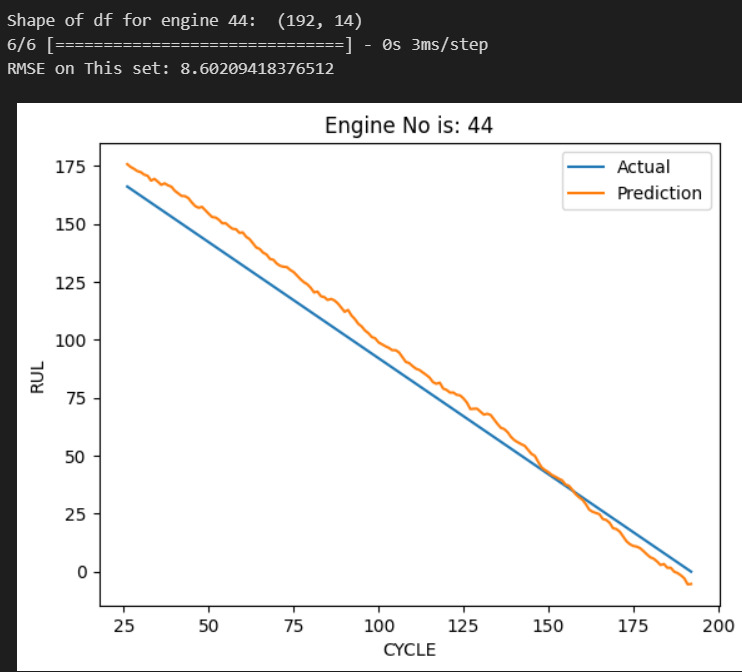 Shape of df for engine 44:  (192, 14)
6/6 [==============================] - 0s 3ms/step
RMSE on This set: 8.60209418376512
Engine No is: 44
Actual
Prediction
175
150
125
100
75
50
25
0
RUL
25 50 75 100 125 150 175 200
CYCLE